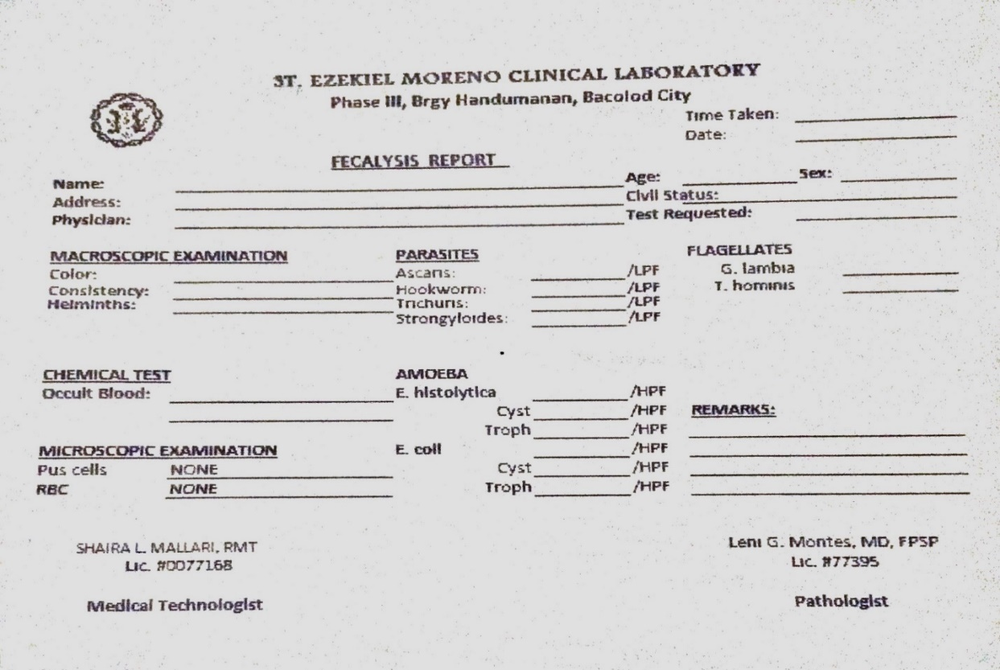 ST. EZEKIEL MORENO CLINICAL LABORATORY
Phase III, Brgy Handumanan, Bacolod City
Time Taken:
Date:
FECALYSIS REPORT
Name:
Age: Sex:
Address:
Civil Status:
Physician:
Test Requested:
MACROSCOPIC EXAMINATION PARASITES FLAGELLATES
Color: Ascaris: /LPF G. lambia
Consistency: Hookworm: /LPF T. hominis
Helminths: Trichuris: /LPF
Strongyloides: /LPF
CHEMICAL TEST AMOEBA
Occult Blood: E. histolytica /HPF
Cyst /HPF REMARKS:
Troph /HPF
MICROSCOPIC EXAMINATION E. coli /HPF
Pus cells NONE Cyst /HPF
RBC NONE Troph /HPF
SHAIRA L. MALLARI, RMT Leni G. Montes, MD, FPSP
Lic. #0077168 Lic. #77395
Medical Technologist Pathologist